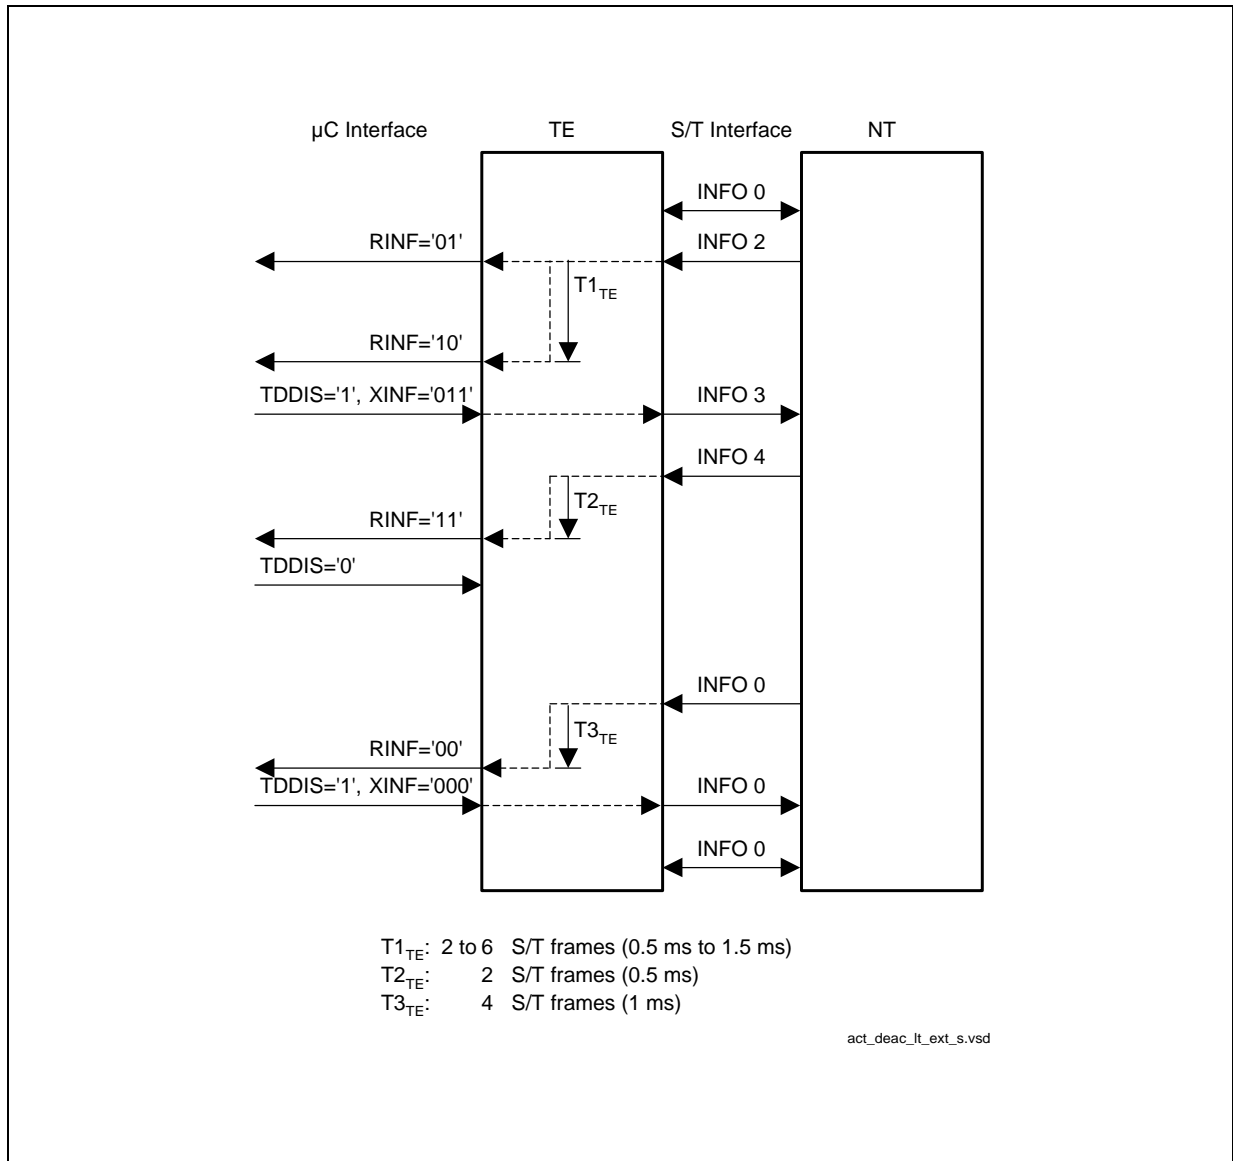 µC Interface TE S/T Interface NT
INFO 0
RINF='01' INFO 2
T1TE
RINF='10'
TDDIS='1', XINF='011' INFO 3
INFO 4
T2TE
RINF='11'
TDDIS='0'
INFO 0
T3TE
RINF='00'
TDDIS='1', XINF='000' INFO 0
INFO 0
T1TE: 2 to 6 S/T frames (0.5 ms to 1.5 ms)
T2TE: 2 S/T frames (0.5 ms)
T3TE: 4 S/T frames (1 ms)
act_deac_lt_ext_s.vsd